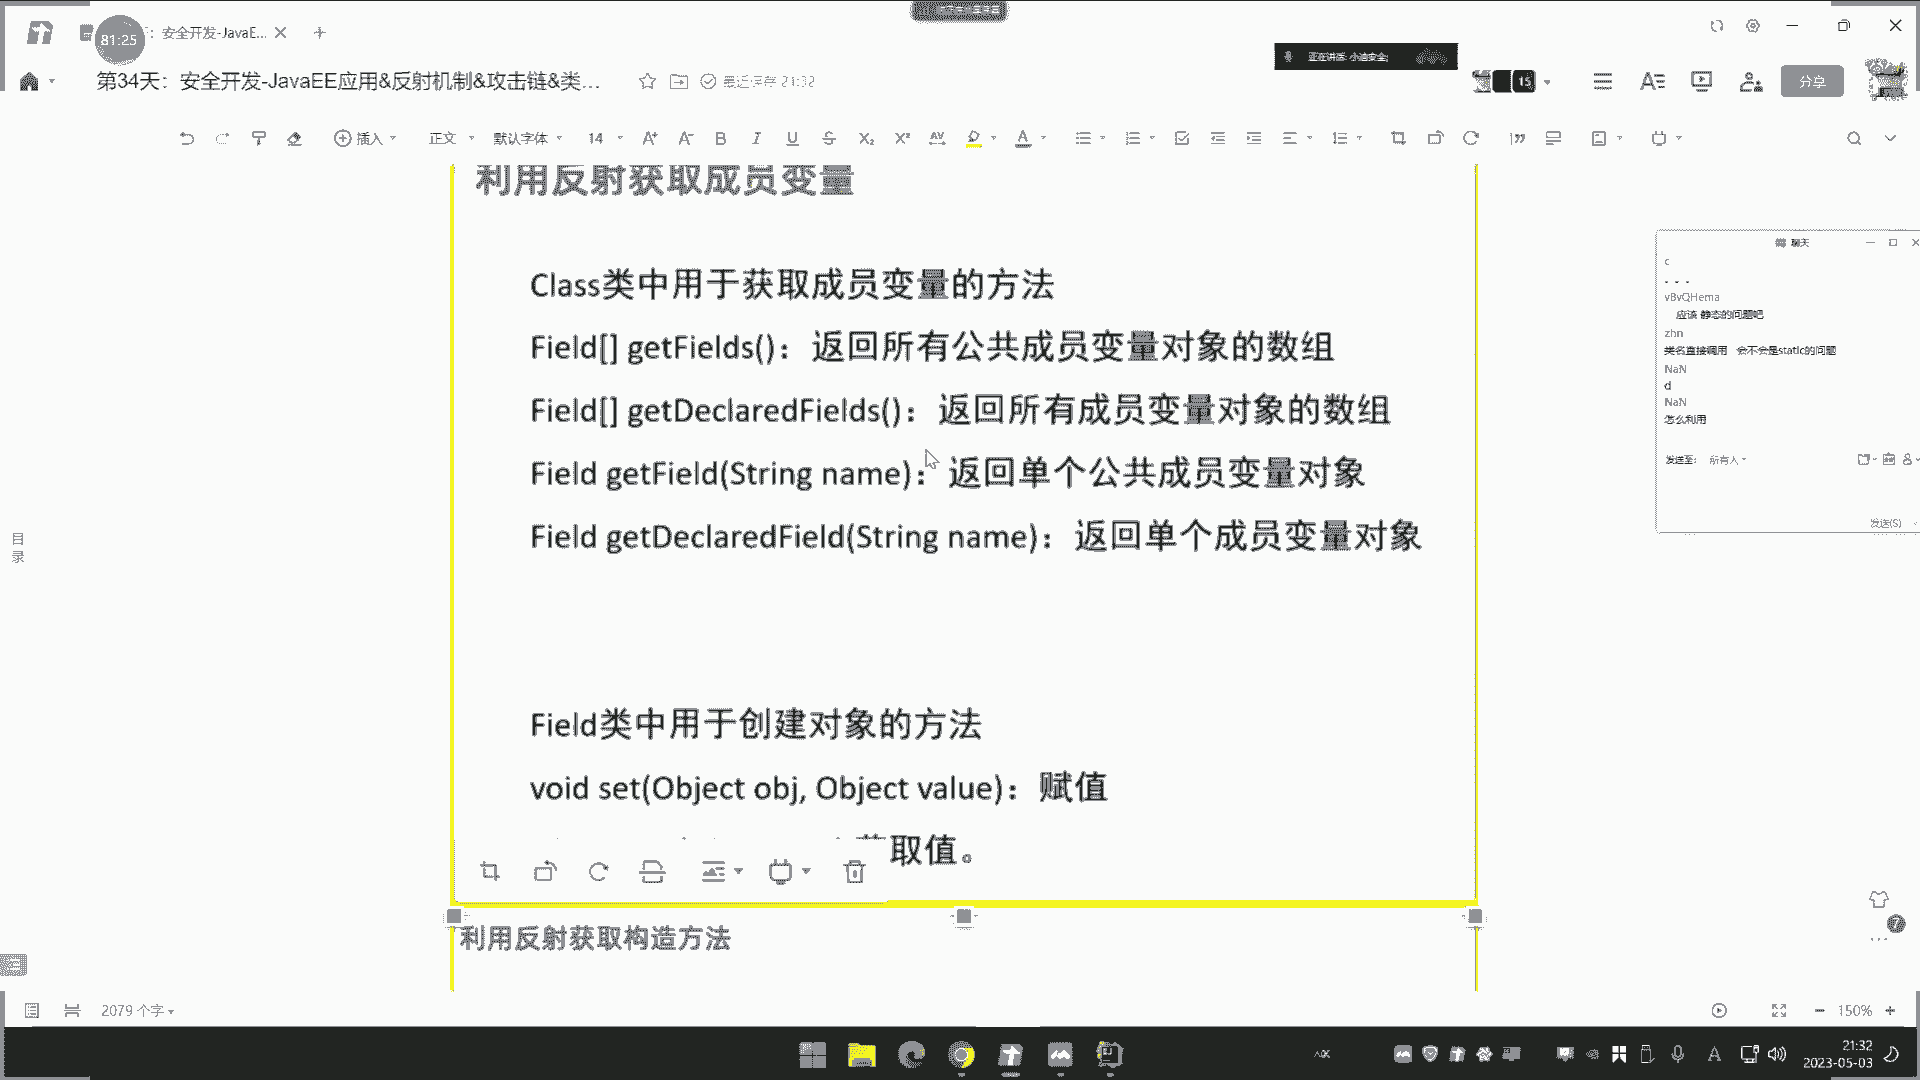 81:25
安全开发-JavaE...
正在讲话: 小迪安全;
第34天：安全开发-JavaEE应用&反射机制&攻击链&类...
最近保存 21:32
15
分享
插入
正文
默认字体
14
利用反射获取成员变量
Class类中用于获取成员变量的方法
Field[] getFields()：返回所有公共成员变量对象的数组
Field[] getDeclaredFields()：返回所有成员变量对象的数组
Field getField(String name)：返回单个公共成员变量对象
Field getDeclaredField(String name)：返回单个成员变量对象
Field类中用于创建对象的方法
void set(Object obj, Object value)：赋值
取值。
利用反射获取构造方法
目录
聊天
c
vBvQHema
应该 静态的问题吧
zhn
类名直接调用 会不会是static的问题
NaN
d
NaN
怎么利用
发送至: 所有人
发送(S)
2079 个字
150%
21:32
2023-05-03